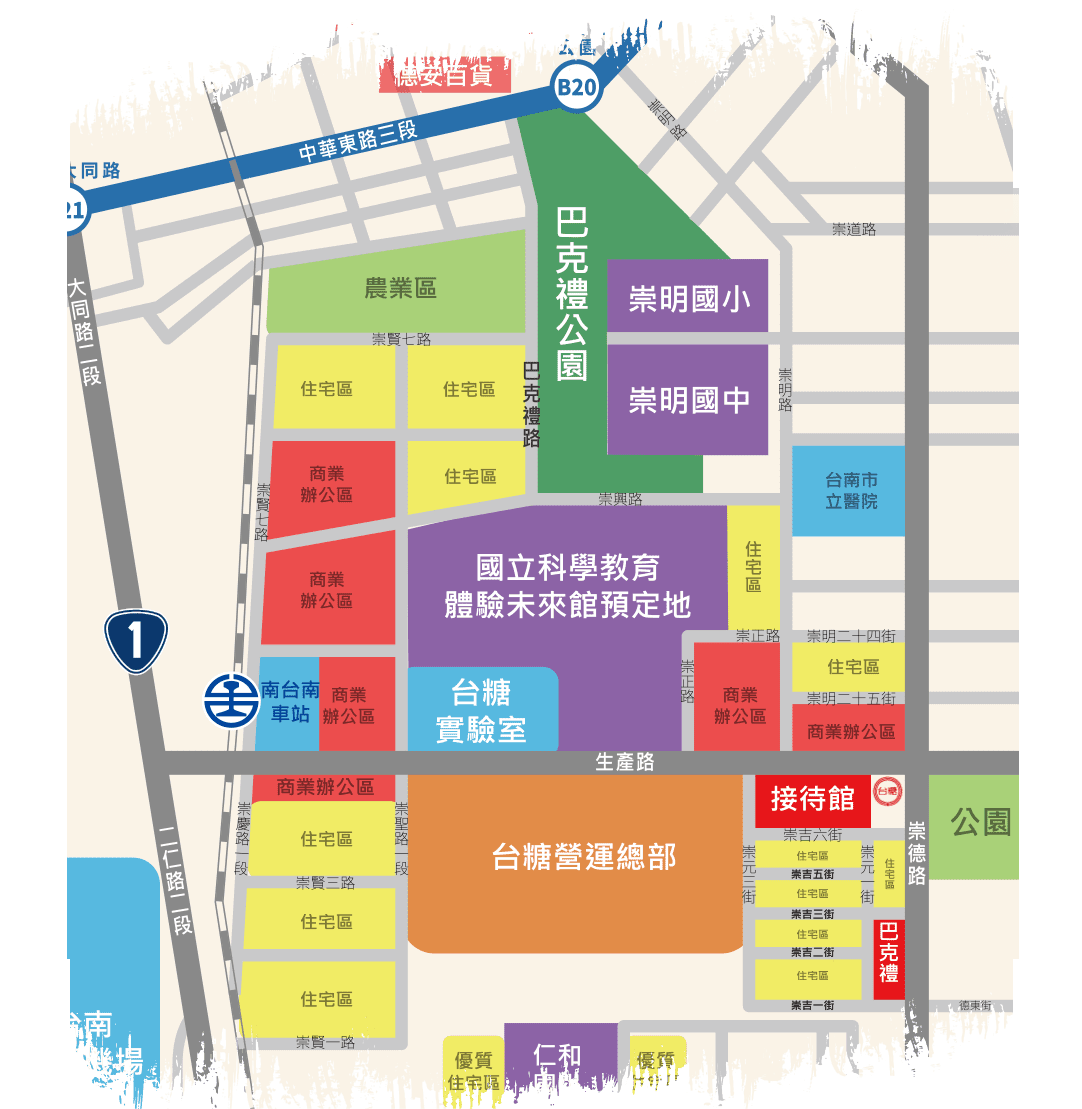 公園
德安百貨
B20
崇明路
中華東路三段
大同路
21
巴克禮公園
崇道路
大同路二段
農業區
崇明國小
崇賢七路
住宅區
住宅區
巴克禮路
崇明國中
崇明路
商業
辦公區
住宅區
台南市
立醫院
崇賢七路
崇興路
國立科學教育
體驗未來館預定地
住宅區
商業
辦公區
1
崇正路
崇明二十四街
住宅區
崇正路
南台南
車站
商業
辦公區
台糖
實驗室
商業
辦公區
崇明二十五街
商業辦公區
生產路
商業辦公區
接待館
台糖
崇慶路一段
崇聖路一段
住宅區
台糖營運總部
崇吉六街
崇德路
公園
二仁路二段
崇元三街
住宅區
崇元一街
住宅區
崇吉五街
崇賢三路
住宅區
崇吉三街
住宅區
住宅區
巴克禮
崇吉二街
住宅區
住宅區
崇吉一街
德東街
台南
機場
崇賢一路
優質
住宅區
仁和
優質